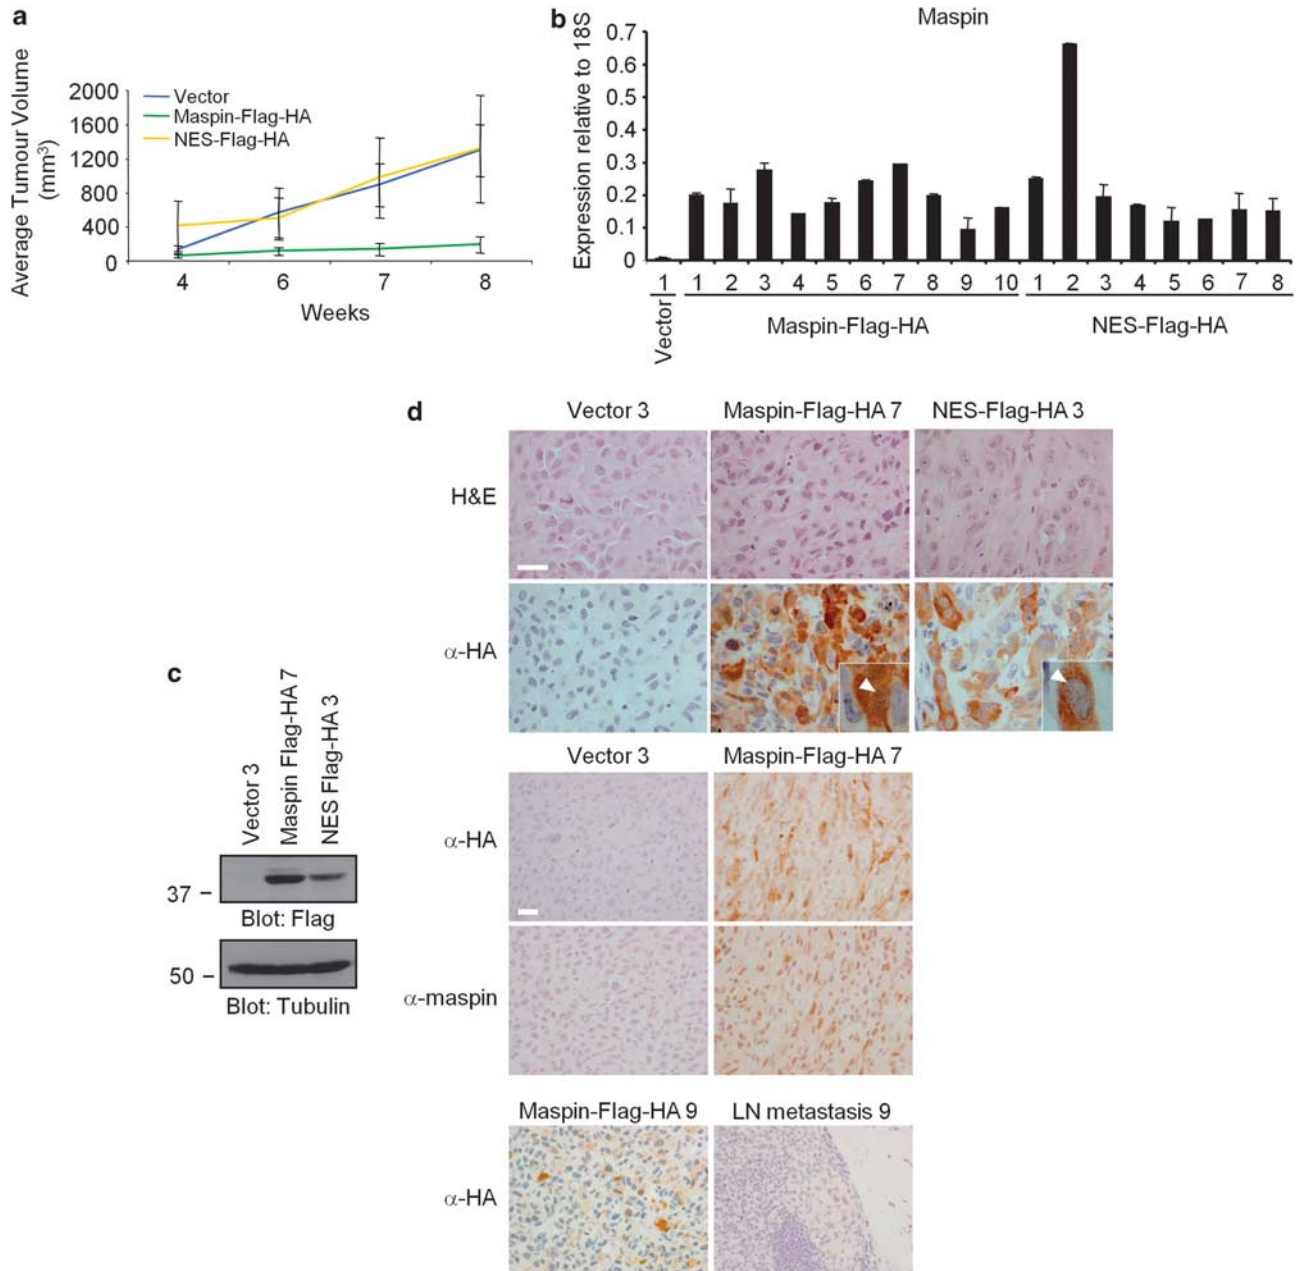 a
Average Tumour Volume
(mm³)
2000
1600
1200
800
400
0
Vector
Maspin-Flag-HA
NES-Flag-HA
4 6 7 8
Weeks
b
Maspin
Expression relative to 18S
0.7
0.6
0.5
0.4
0.3
0.2
0.1
0
1 1 2 3 4 5 6 7 8 9 10 1 2 3 4 5 6 7 8
Vector
Maspin-Flag-HA
NES-Flag-HA
c
Vector 3
Maspin Flag-HA 7
NES Flag-HA 3
37
Blot: Flag
50
Blot: Tubulin
d
Vector 3 Maspin-Flag-HA 7 NES-Flag-HA 3
H&E
α-HA
Vector 3 Maspin-Flag-HA 7
α-HA
α-maspin
Maspin-Flag-HA 9 LN metastasis 9
α-HA